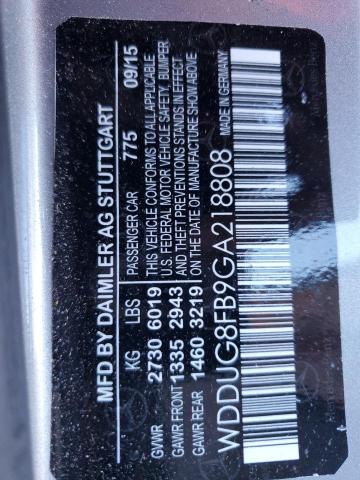 MFD BY DAIMLER AG STUTTGART
KG LBS PASSENGER CAR 775 09/15
GVWR 2730 6019 THIS VEHICLE CONFORMS TO ALL APPLICABLE
U.S. FEDERAL MOTOR VEHICLE SAFETY, BUMPER,
GAWR FRONT 1335 2943 AND THEFT PREVENTION STANDARDS IN EFFECT
GAWR REAR 1460 3219 ON THE DATE OF MANUFACTURE SHOWN ABOVE
WDDUG8FB9GA218808 MADE IN GERMANY